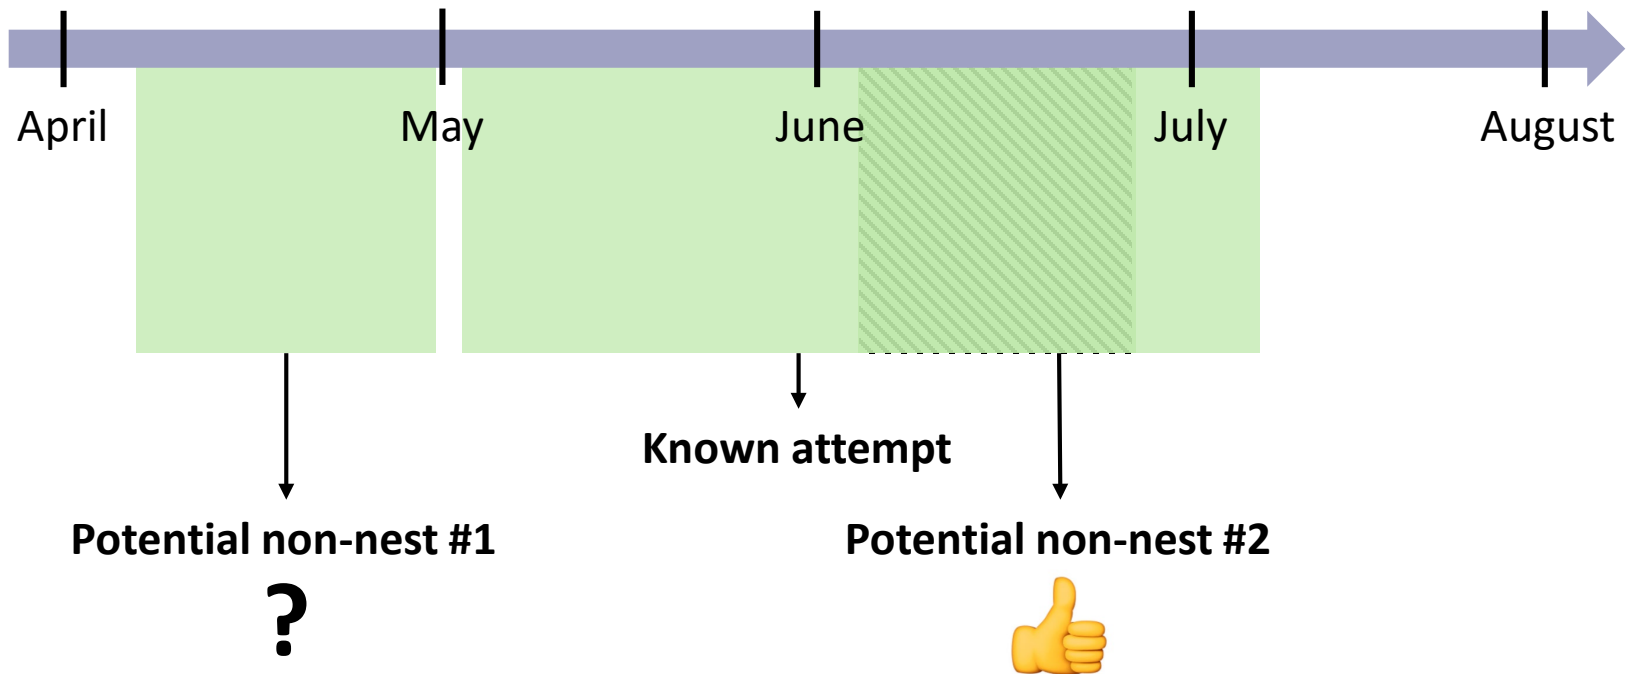 April
May
June
July
August
Known attempt
Potential non-nest #1
Potential non-nest #2
?